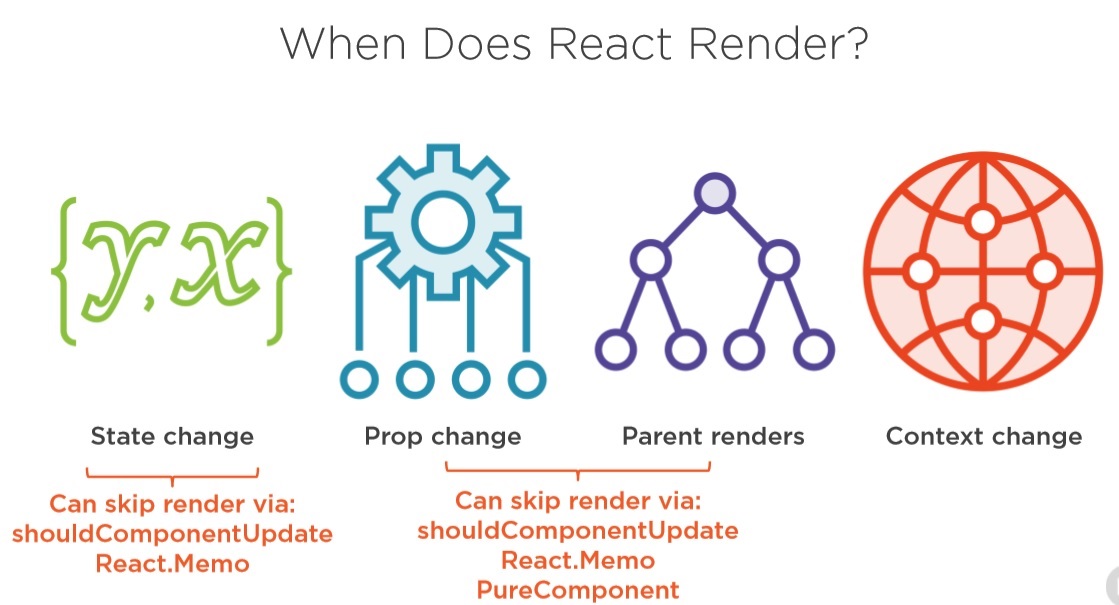 When Does React Render?
{y, x}
State change
Prop change
Parent renders
Context change
Can skip render via:
shouldComponentUpdate
React.Memo
Can skip render via:
shouldComponentUpdate
React.Memo
PureComponent